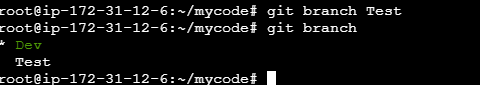 root@ip-172-31-12-6:~/mycode# git branch Test
root@ip-172-31-12-6:~/mycode# git branch
* Dev
  Test
root@ip-172-31-12-6:~/mycode#